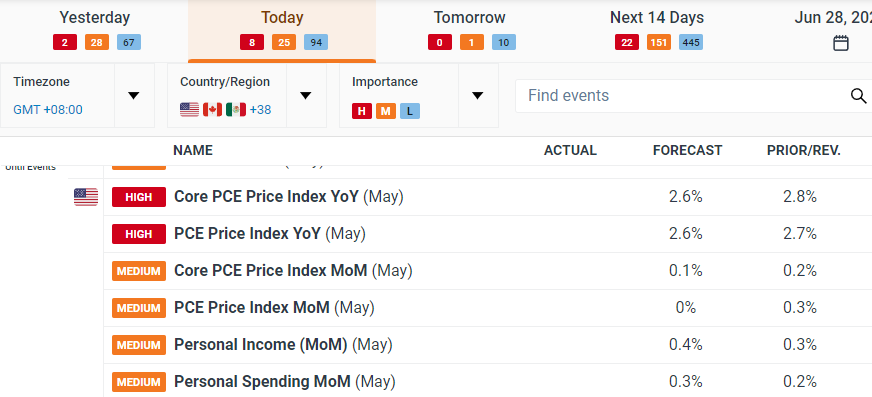 Yesterday Today Tomorrow Next 14 Days Jun 28, 202
2 28 67 8 25 94 0 1 10 22 151 445
Timezone Country/Region Importance
GMT +08:00 +38 H M L Find events
NAME ACTUAL FORECAST PRIOR/REV.
Until Events
HIGH Core PCE Price Index YoY (May) 2.6% 2.8%
HIGH PCE Price Index YoY (May) 2.6% 2.7%
MEDIUM Core PCE Price Index MoM (May) 0.1% 0.2%
MEDIUM PCE Price Index MoM (May) 0% 0.3%
MEDIUM Personal Income (MoM) (May) 0.4% 0.3%
MEDIUM Personal Spending MoM (May) 0.3% 0.2%